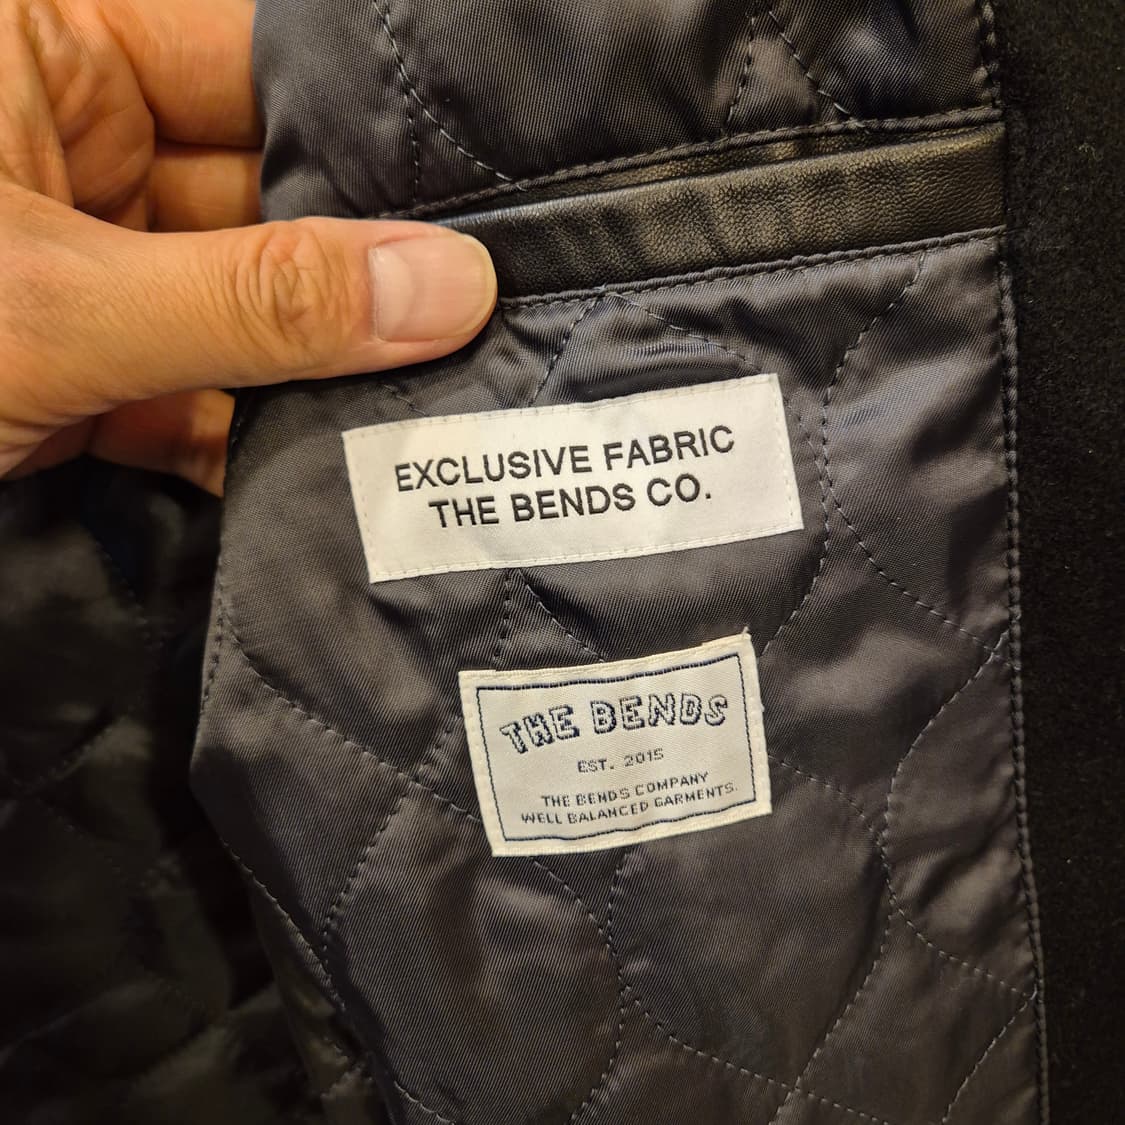 EXCLUSIVE FABRIC
THE BENDS CO.
THE BENDS
EST. 2015
THE BENDS COMPANY
WELL BALANCED GARMENTS.